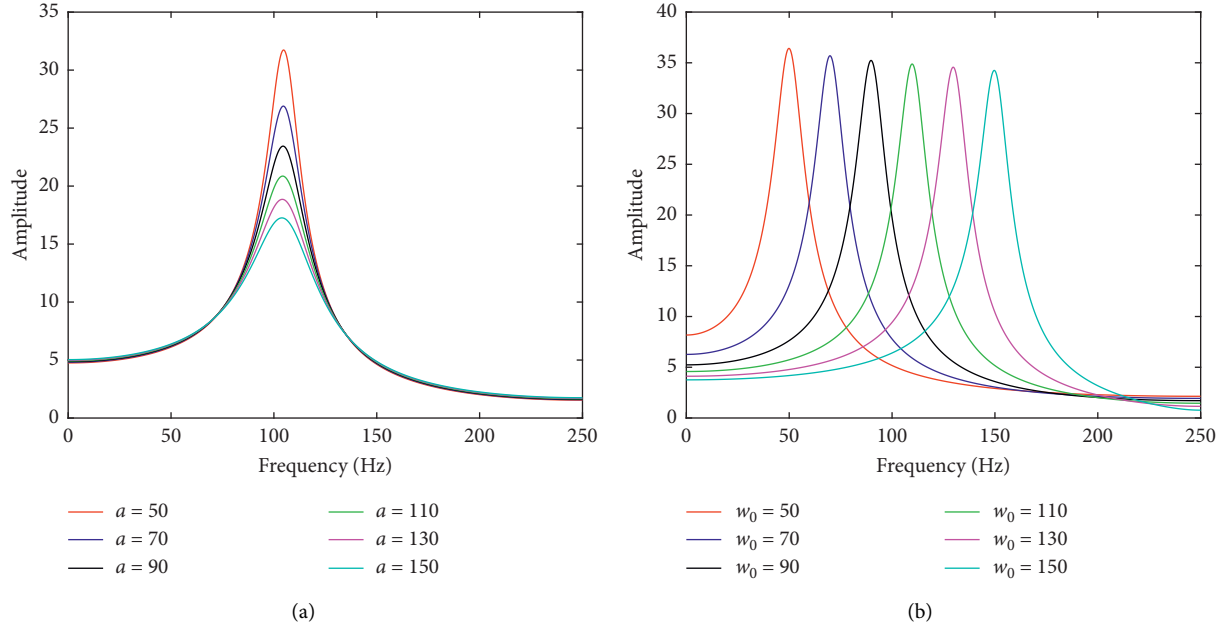 35
30
25
20
15
10
5
0
Amplitude
0 50 100 150 200 250
Frequency (Hz)
a = 50
a = 70
a = 90
a = 110
a = 130
a = 150
(a)
40
35
30
25
20
15
10
5
0
Amplitude
0 50 100 150 200 250
Frequency (Hz)
w₀ = 50
w₀ = 70
w₀ = 90
w₀ = 110
w₀ = 130
w₀ = 150
(b)